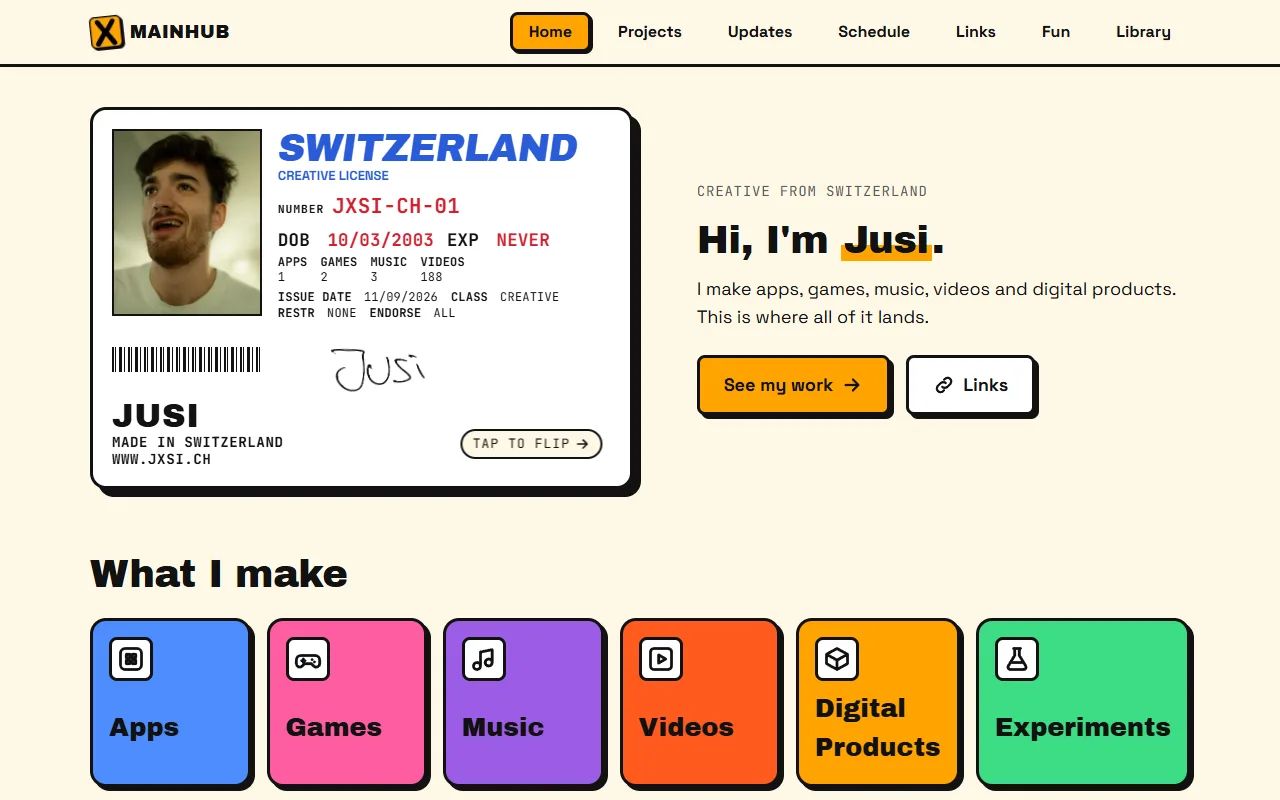 MAINHUB
Home
Projects
Updates
Schedule
Links
Fun
Library
SWITZERLAND
CREATIVE LICENSE
NUMBER JXSI-CH-01
DOB 10/03/2003 EXP NEVER
APPS GAMES MUSIC VIDEOS
1 2 3 188
ISSUE DATE 11/09/2026 CLASS CREATIVE
RESTR NONE ENDORSE ALL
Jusi
JUSI
MADE IN SWITZERLAND
WWW.JXSI.CH
TAP TO FLIP →
CREATIVE FROM SWITZERLAND
Hi, I'm Jusi.
I make apps, games, music, videos and digital products.
This is where all of it lands.
See my work →
Links
What I make
Apps
Games
Music
Videos
Digital
Products
Experiments